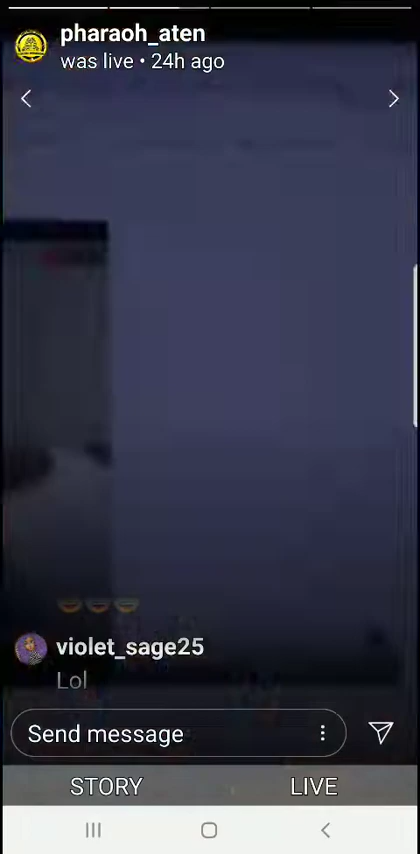 pharaoh_aten
was live • 24h ago
violet_sage25
Lol
Send message
STORY
LIVE